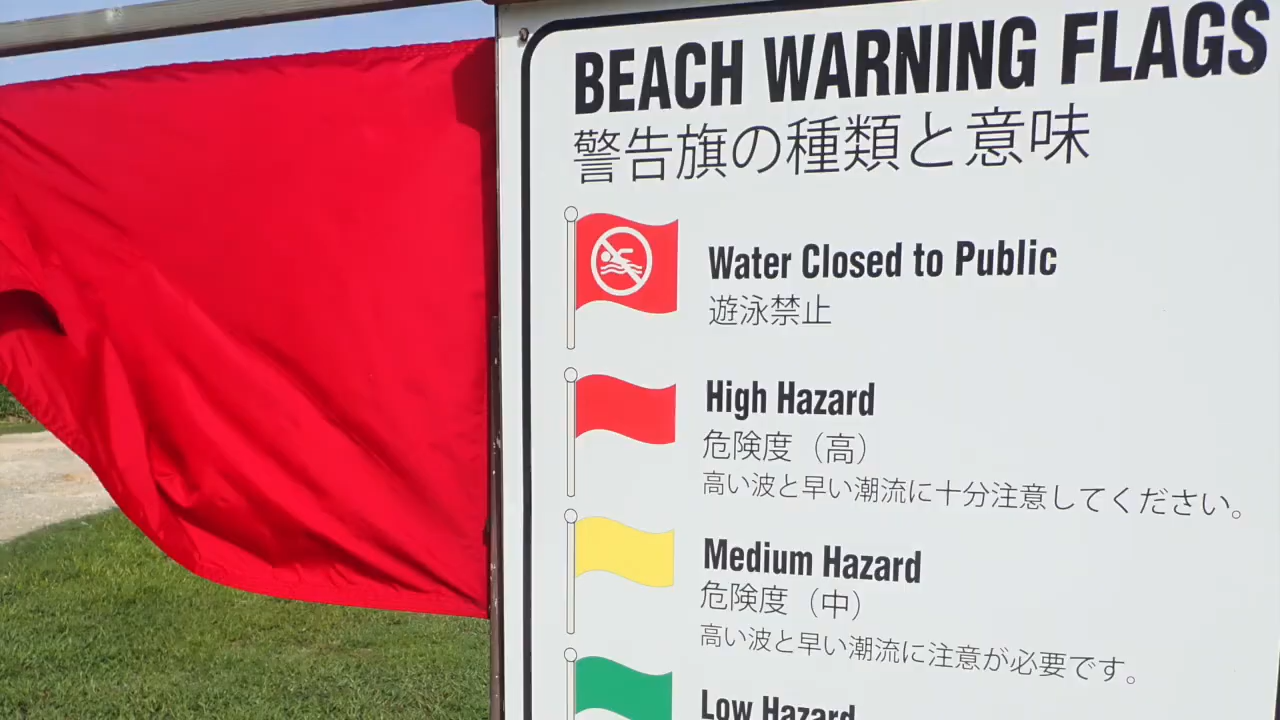 BEACH WARNING FLAGS
警告旗の種類と意味
Water Closed to Public
遊泳禁止
High Hazard
危険度（高）
高い波と早い潮流に十分注意してください。
Medium Hazard
危険度（中）
高い波と早い潮流に注意が必要です。
Low Hazard